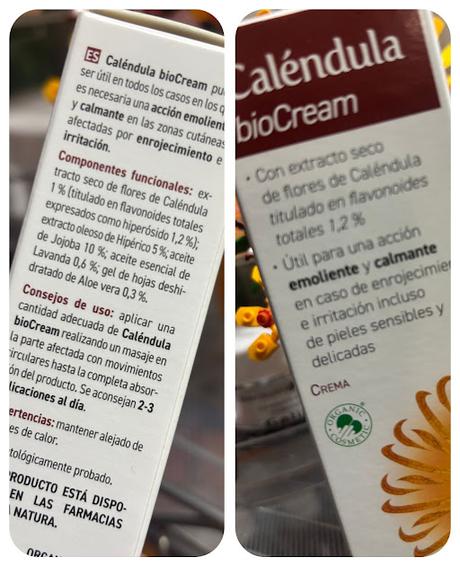 ES Caléndula bioCream
ser útil en todos los casos en los q
es necesaria una acción emolient
y calmante en las zonas cutáneas
afectadas por enrojecimiento e
irritación.
Componentes funcionales: ex-
tracto seco de flores de Caléndula
1 % (titulado en flavonoides totales
expresados como hiperósido 1,2 %);
extracto oleoso de Hipérico 5 %; aceite
de Jojoba 10 %; aceite esencial de
Lavanda 0,6 %; gel de hojas deshi-
dratado de Aloe vera 0,3 %.
Consejos de uso: aplicar una
cantidad adecuada de Caléndula
bioCream realizando un masaje en
la parte afectada con movimientos
irculares hasta la completa absor-
ón del producto. Se aconsejan 2-3
licaciones al día.
ertencias: mantener alejado de
es de calor.
atológicamente probado.
PRODUCTO ESTÁ DISPO-
EN LAS FARMACIAS
A NATURA.
ORGA
Caléndula
bioCream
• Con extracto seco
de flores de Caléndula
titulado en flavonoides
totales 1,2 %
• Útil para una acción
emoliente y calmante
en caso de enrojecimie
e irritación incluso
de pieles sensibles y
delicadas
CREMA
ORGANIC
COSMETIC